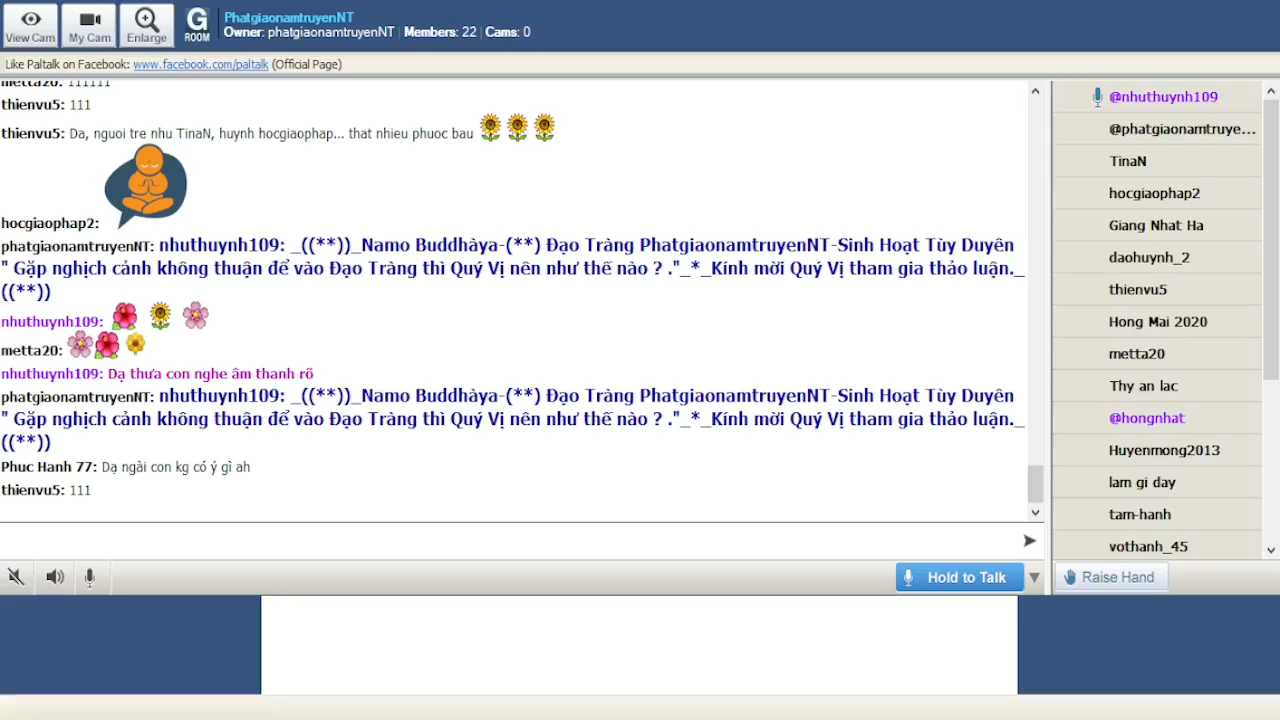 View Cam
My Cam
Enlarge
G
ROOM
PhatgiaonamtruyenNT
Owner: phatgiaonamtruyenNT | Members: 22 | Cams: 0
Like Paltalk on Facebook: www.facebook.com/paltalk (Official Page)
metta20: 111111
thienvu5: 111
thienvu5: Da, nguoi tre nhu TinaN, huynh hocgiaophap... that nhieu phuoc bau
hocgiaophap2:
phatgiaonamtruyenNT: nhuthuynh109: _((**))_Namo Buddhàya-(**) Đạo Tràng PhatgiaonamtruyenNT-Sinh Hoạt Tùy Duyên
" Gặp nghịch cảnh không thuận để vào Đạo Tràng thì Quý Vị nên như thế nào ? ."_*_Kính mời Quý Vị tham gia thảo luận._
((**))
nhuthuynh109:
metta20:
nhuthuynh109: Dạ thưa con nghe âm thanh rõ
phatgiaonamtruyenNT: nhuthuynh109: _((**))_Namo Buddhàya-(**) Đạo Tràng PhatgiaonamtruyenNT-Sinh Hoạt Tùy Duyên
" Gặp nghịch cảnh không thuận để vào Đạo Tràng thì Quý Vị nên như thế nào ? ."_*_Kính mời Quý Vị tham gia thảo luận._
((**))
Phuc Hanh 77: Dạ ngài con kg có ý gì ah
thienvu5: 111
Hold to Talk
@nhuthuynh109
@phatgiaonamtruye...
TinaN
hocgiaophap2
Giang Nhat Ha
daohuynh_2
thienvu5
Hong Mai 2020
metta20
Thy an lac
@hongnhat
Huyenmong2013
lam gi day
tam-hanh
vothanh_45
Raise Hand